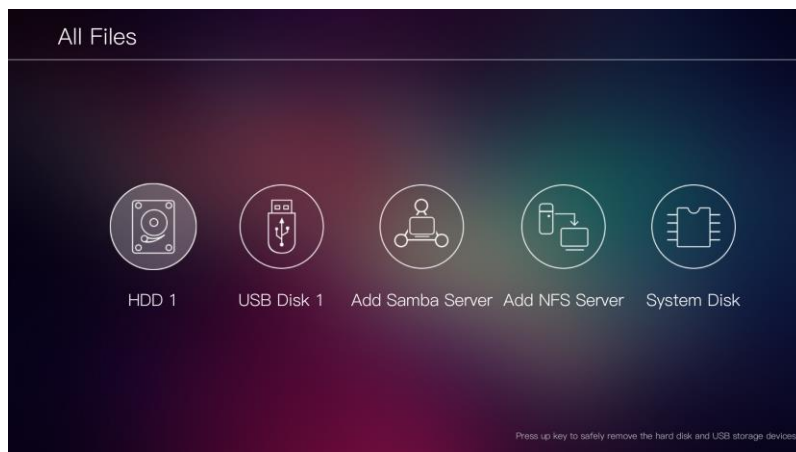 All Files
HDD 1
USB Disk 1
Add Samba Server
Add NFS Server
System Disk
Press up key to safely remove the hard disk and USB storage devices